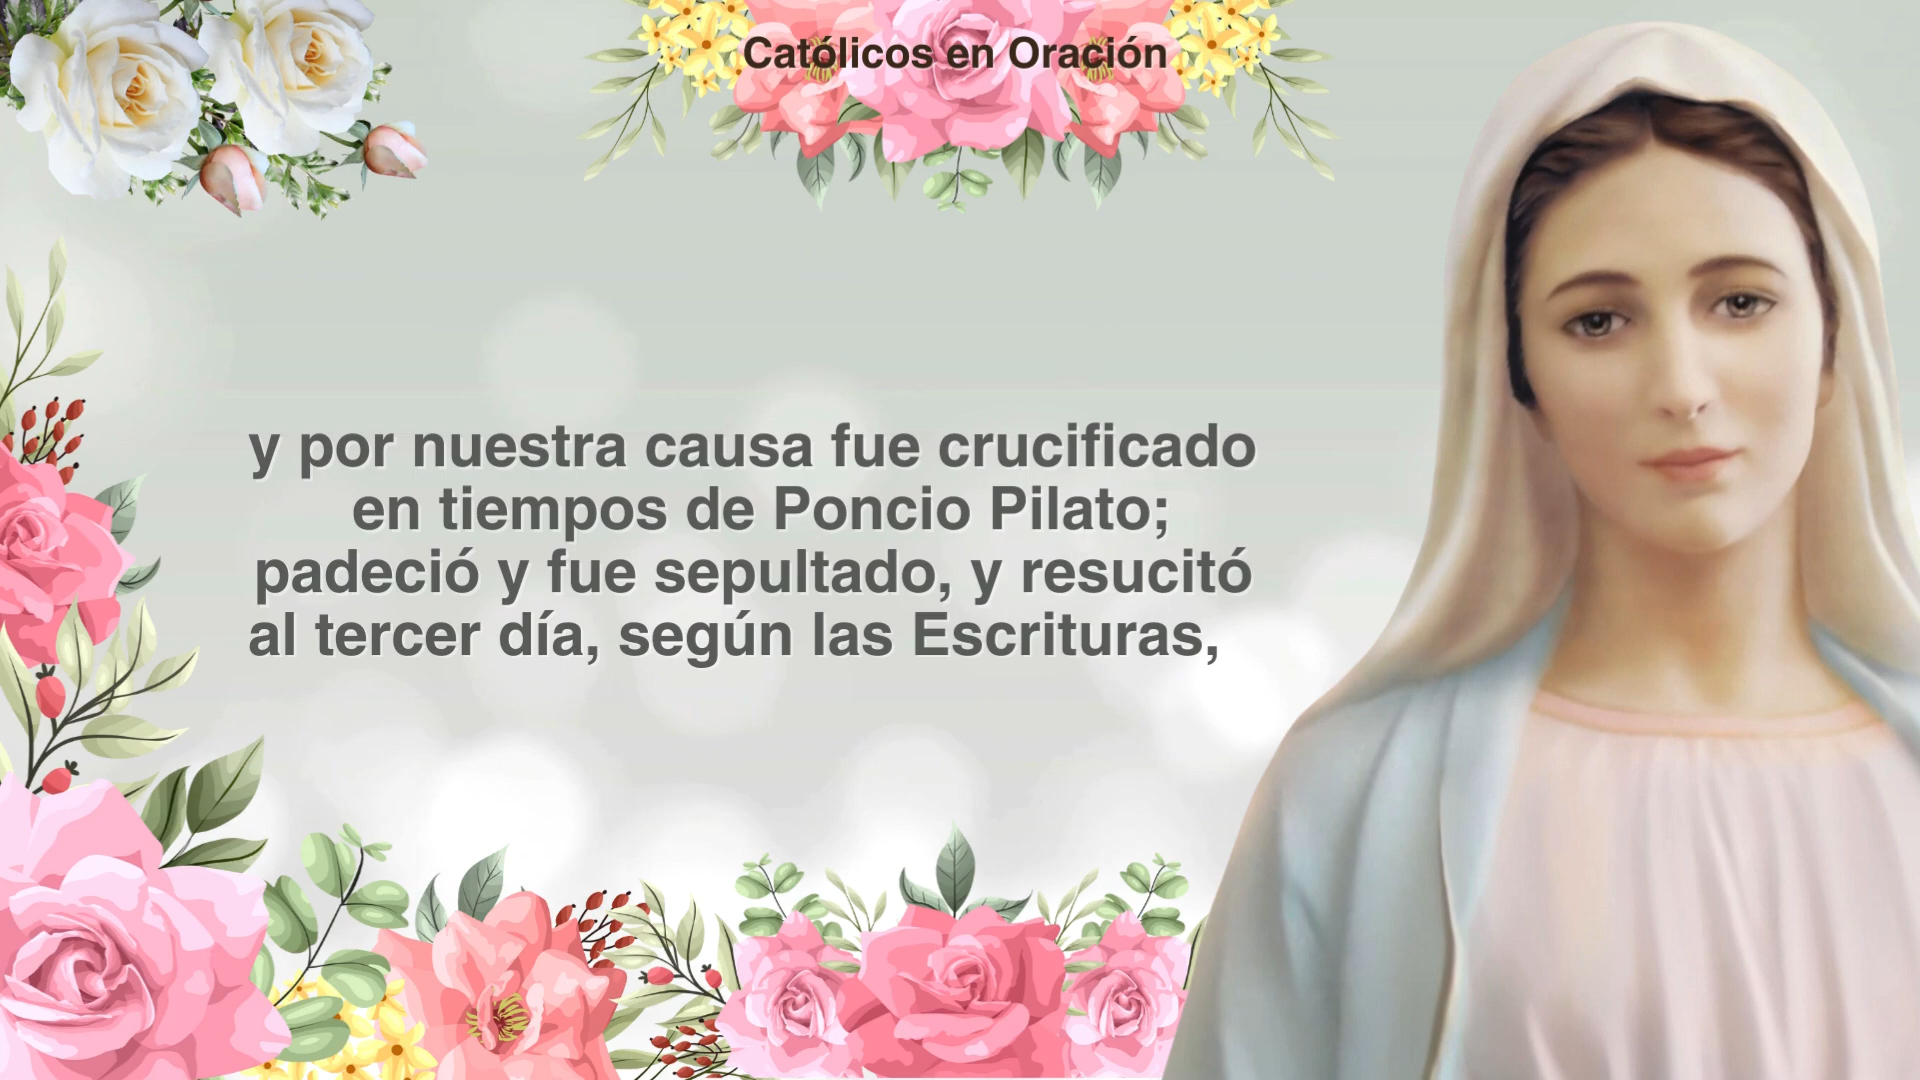 Católicos en Oración
y por nuestra causa fue crucificado
en tiempos de Poncio Pilato;
padeció y fue sepultado, y resucitó
al tercer día, según las Escrituras,